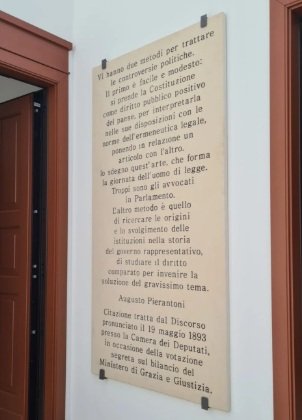 Vi hanno due metodi per trattare
le controversie politiche.
Il primo è facile e modesto:
si prende la Costituzione
come diritto pubblico positivo
del paese, per interpretarla
nelle sue disposizioni con le
norme dell'ermeneutica legale,
ponendo in relazione un
articolo con l'altro.
Io sdegno quest'arte, che forma
la giornata dell'uomo di legge.
Troppi sono gli avvocati
in Parlamento.
L'altro metodo è quello
di ricercare le origini
e lo svolgimento delle
istituzioni nella storia
del governo rappresentativo,
di studiare il diritto
comparato per invenire la
soluzione del gravissimo tema.
Augusto Pierantoni
Citazione tratta dal Discorso
pronunciato il 19 maggio 1893
presso la Camera dei Deputati,
in occasione della votazione
segreta sul bilancio del
Ministero di Grazia e Giustizia.